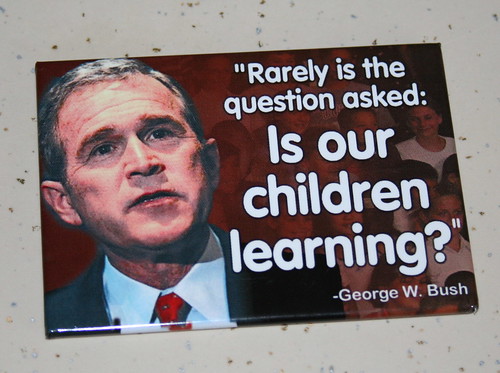 "Rarely is the
question asked:
Is our
children
learning?"
-George W. Bush